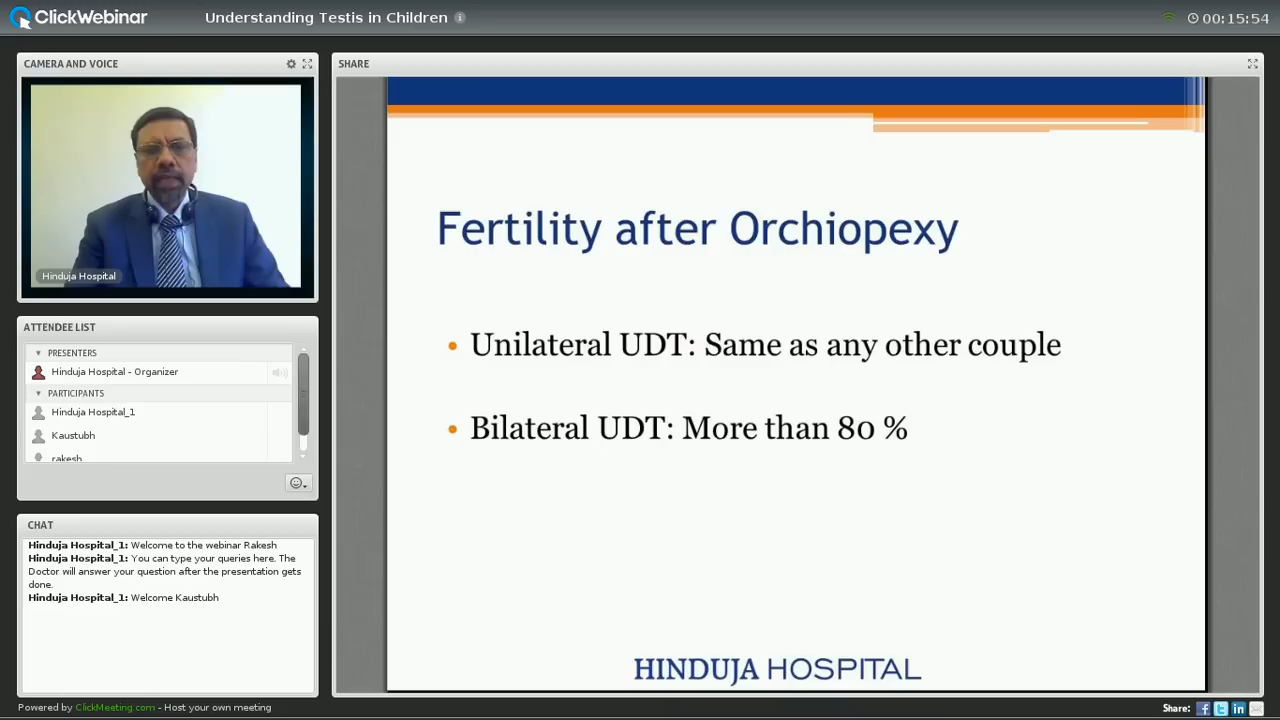 ClickWebinar
Understanding Testis in Children
00:15:54
CAMERA AND VOICE
Hinduja Hospital
ATTENDEE LIST
PRESENTERS
Hinduja Hospital - Organizer
PARTICIPANTS
Hinduja Hospital_1
Kaustubh
rakesh
CHAT
Hinduja Hospital_1: Welcome to the webinar Rakesh
Hinduja Hospital_1: You can type your queries here. The
Doctor will answer your question after the presentation gets
done.
Hinduja Hospital_1: Welcome Kaustubh
SHARE
Fertility after Orchiopexy
• Unilateral UDT: Same as any other couple
• Bilateral UDT: More than 80 %
HINDUJA HOSPITAL
Powered by ClickMeeting.com - Host your own meeting
Share: